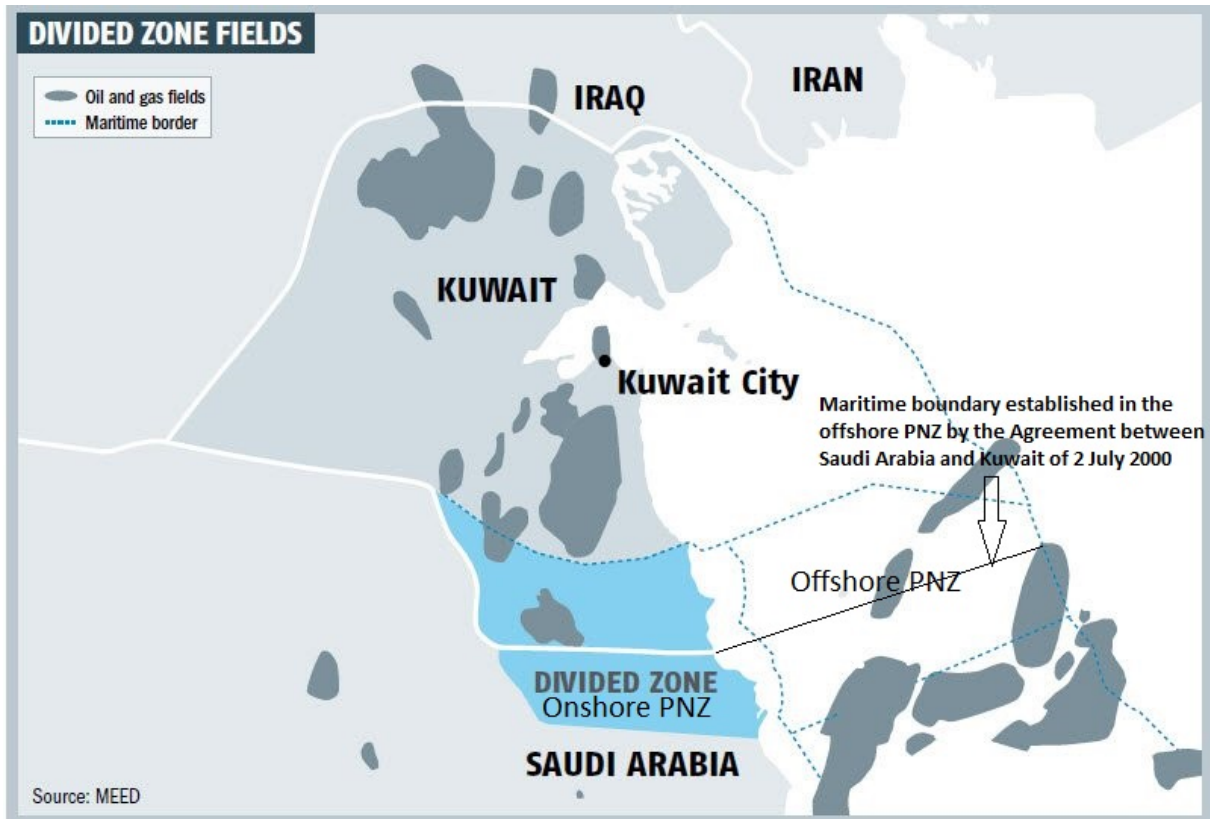 DIVIDED ZONE FIELDS
Oil and gas fields
Maritime border
IRAQ
IRAN
KUWAIT
Kuwait City
Maritime boundary established in the
offshore PNZ by the Agreement between
Saudi Arabia and Kuwait of 2 July 2000
Offshore PNZ
DIVIDED ZONE
Onshore PNZ
SAUDI ARABIA
Source: MEED